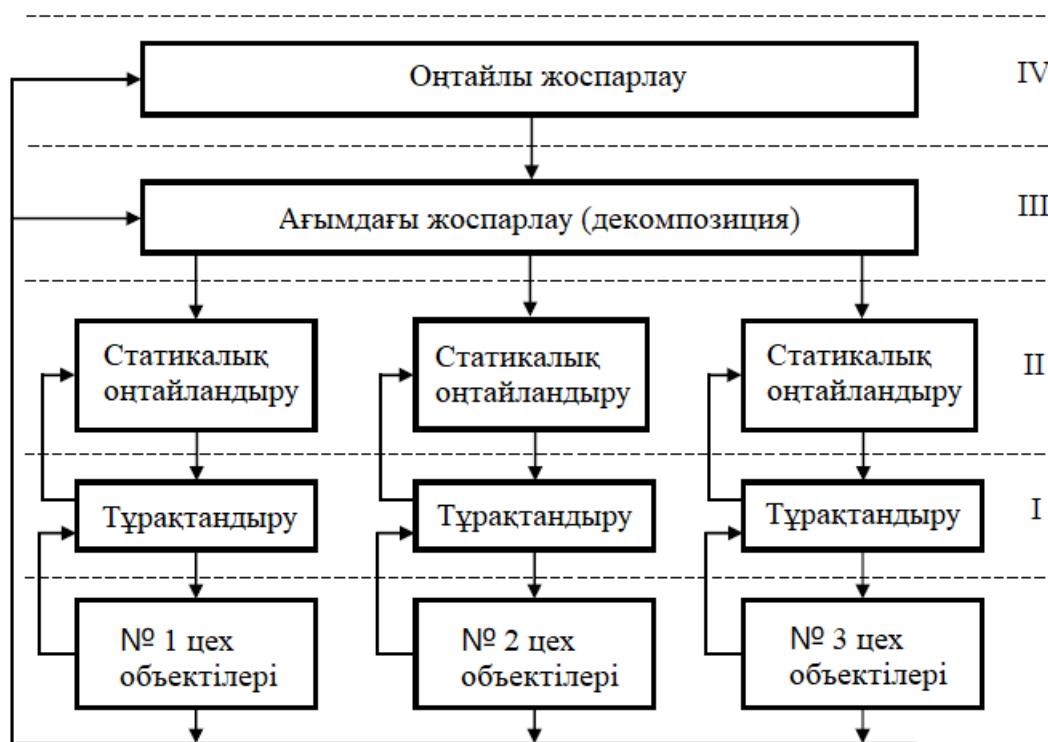 Оңтайлы жоспарлау
IV
Ағымдағы жоспарлау (декомпозиция)
III
Статикалық
оңтайландыру
Статикалық
оңтайландыру
Статикалық
оңтайландыру
II
Тұрақтандыру
Тұрақтандыру
Тұрақтандыру
I
№ 1 цех
объектілері
№ 2 цех
объектілері
№ 3 цех
объектілері